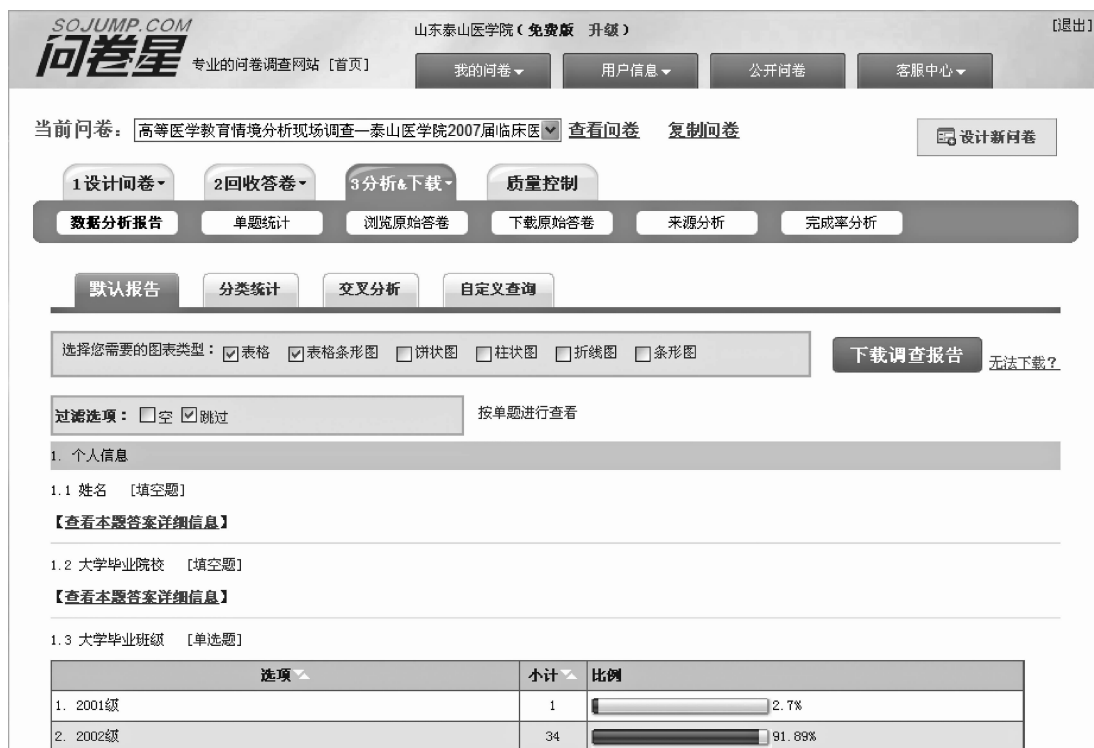 SOJUMP.COM
问卷星 专业的问卷调查网站 [首页]
山东泰山医学院(免费版 升级) [退出]
我的问卷 用户信息 公开问卷 客服中心
当前问卷: 高等医学教育情境分析现场调查—泰山医学院2007届临床医 查看问卷 复制问卷 设计新问卷
1设计问卷 2回收答卷 3分析&下载 质量控制
数据分析报告 单题统计 浏览原始答卷 下载原始答卷 来源分析 完成率分析
默认报告 分类统计 交叉分析 自定义查询
选择您需要的图表类型: 表格 表格条形图 饼状图 柱状图 折线图 条形图 下载调查报告 无法下载?
过滤选项: 空 跳过 按单题进行查看
1. 个人信息
1.1 姓名 [填空题]
【查看本题答案详细信息】
1.2 大学毕业院校 [填空题]
【查看本题答案详细信息】
1.3 大学毕业班级 [单选题]
选项 小计 比例
1. 2001级 1 2.7%
2. 2002级 34 91.89%